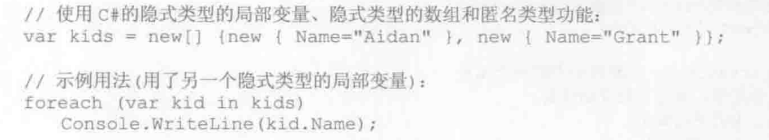 // 使用 C#的隐式类型的局部变量、隐式类型的数组和匿名类型功能:
var kids = new[] {new { Name="Aidan" }, new { Name="Grant" }};
// 示例用法(用了另一个隐式类型的局部变量):
foreach (var kid in kids)
Console.WriteLine(kid.Name);